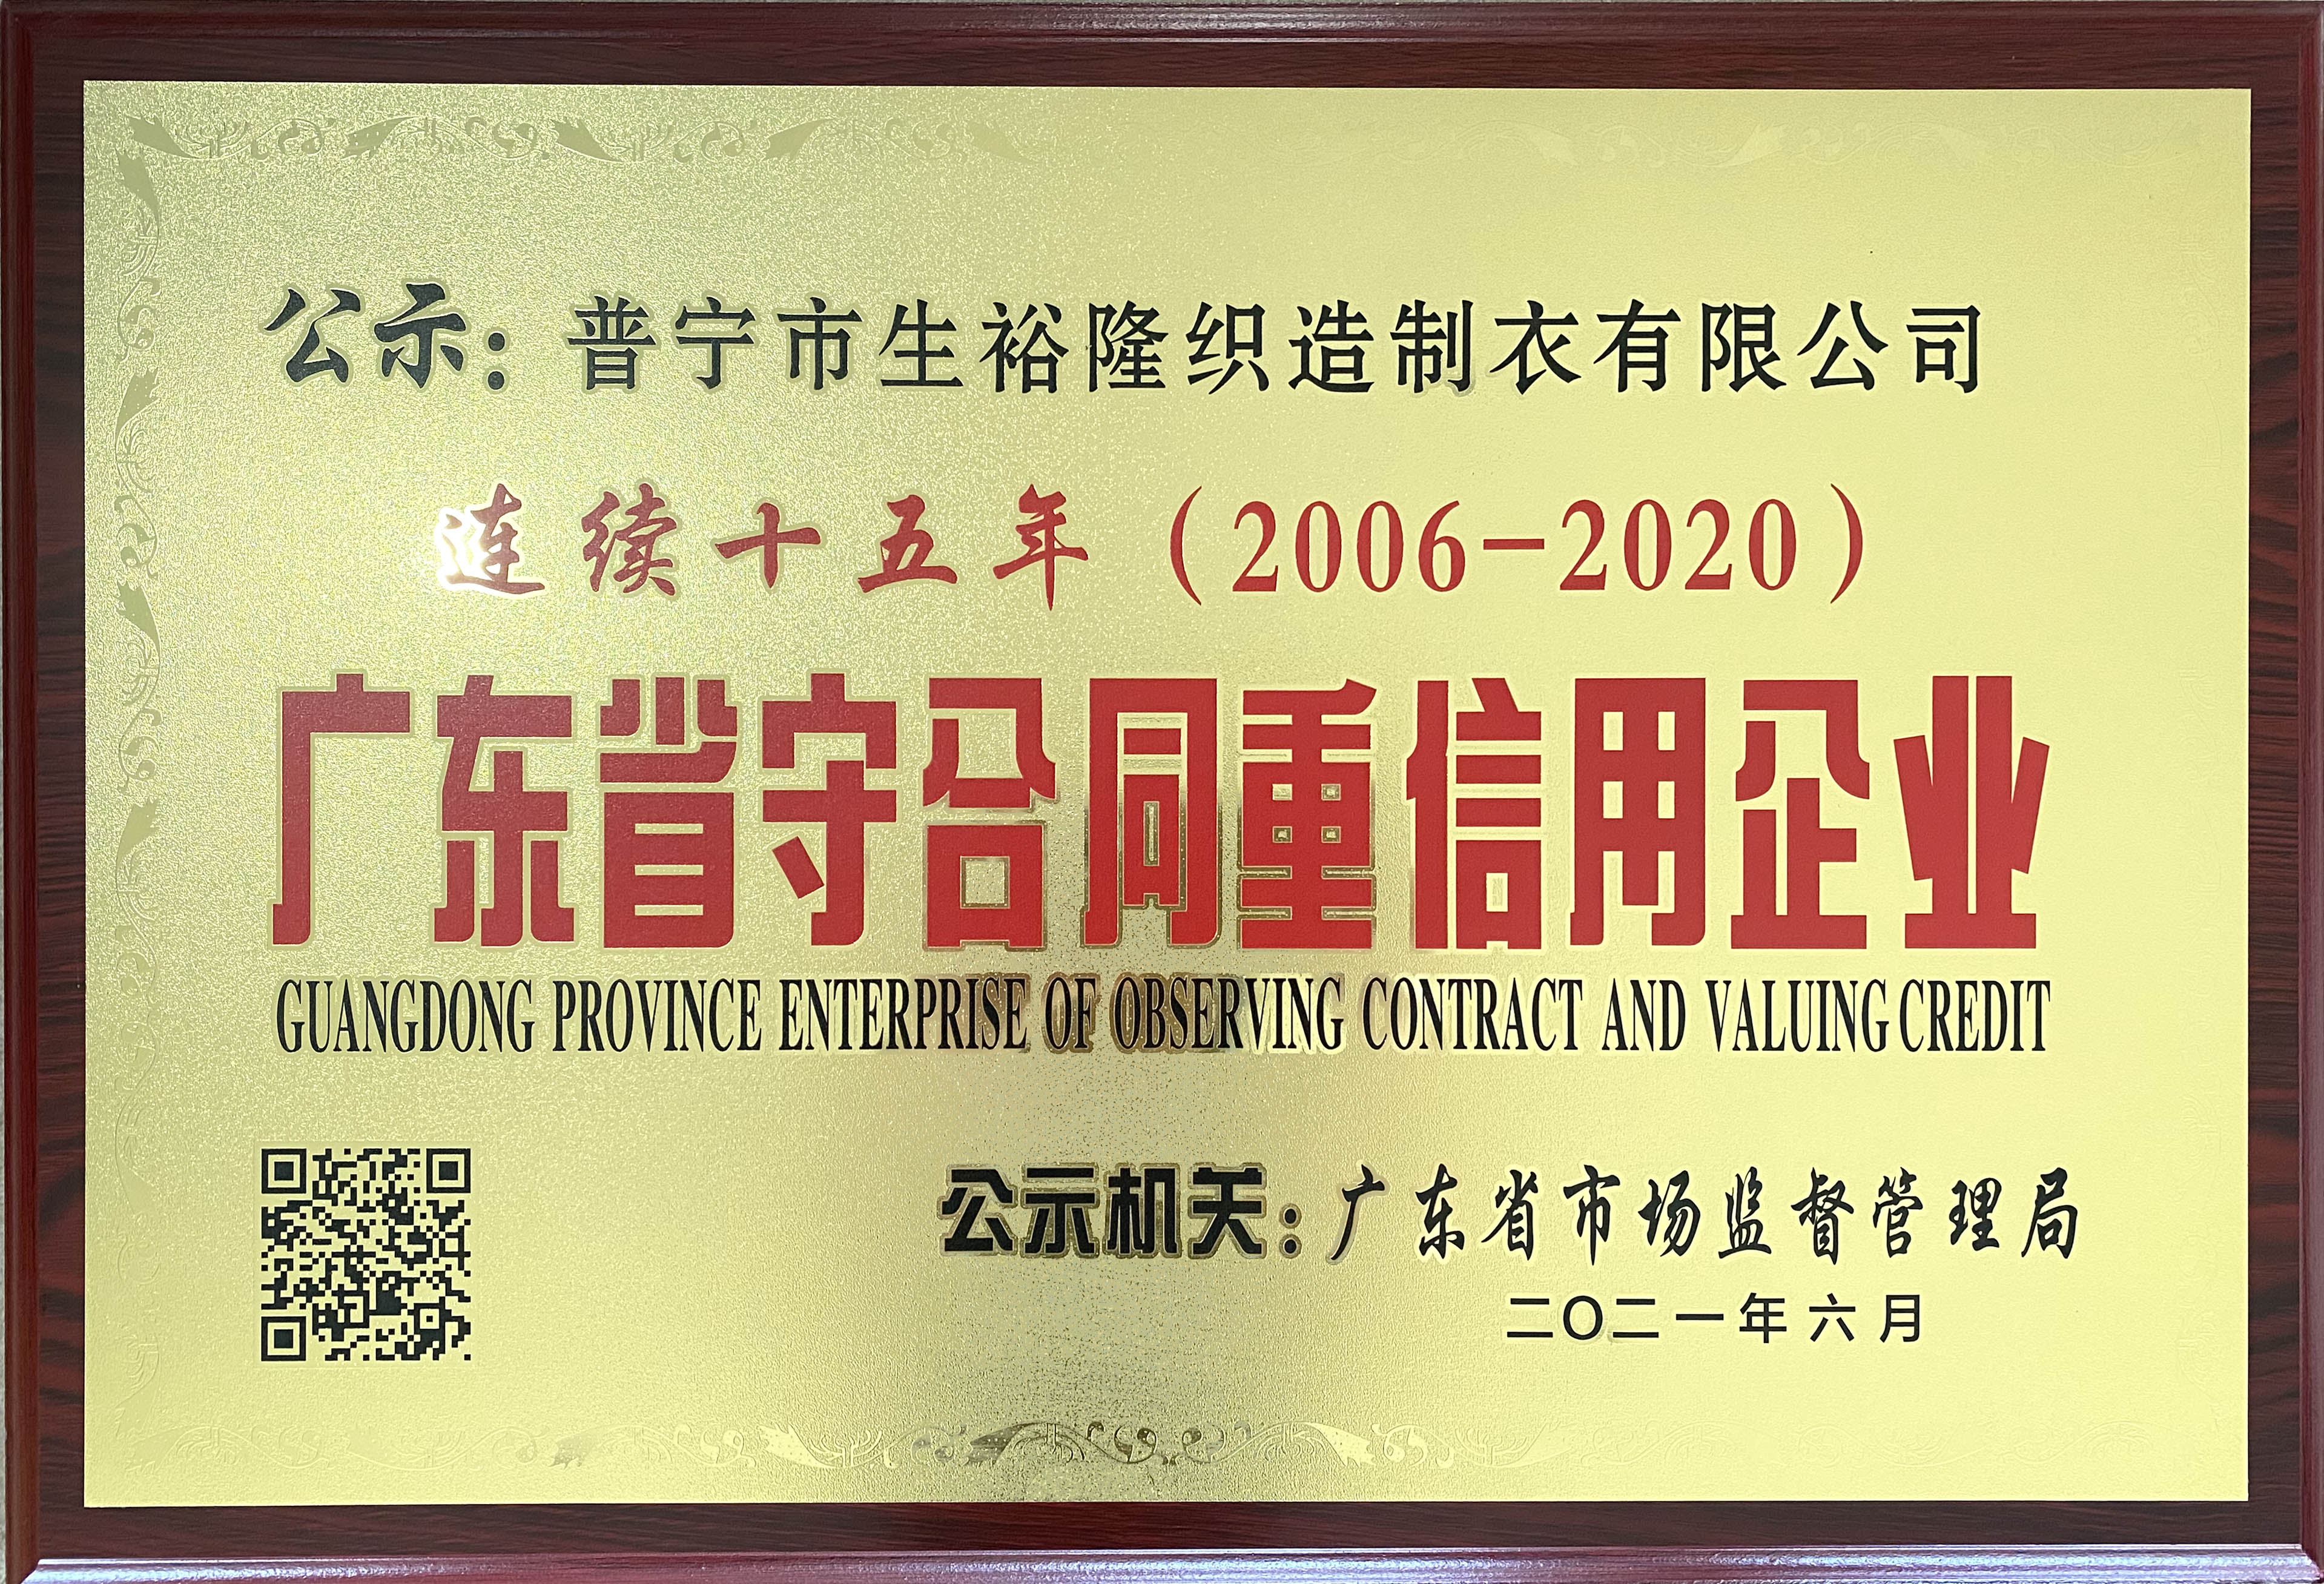 公示：普宁市生裕隆织造制衣有限公司
连续十五年（2006-2020）
广东省守合同重信用企业
GUANGDONG PROVINCE ENTERPRISE OF OBSERVING CONTRACT AND VALUING CREDIT
公示机关：广东省市场监督管理局
二〇二一年六月